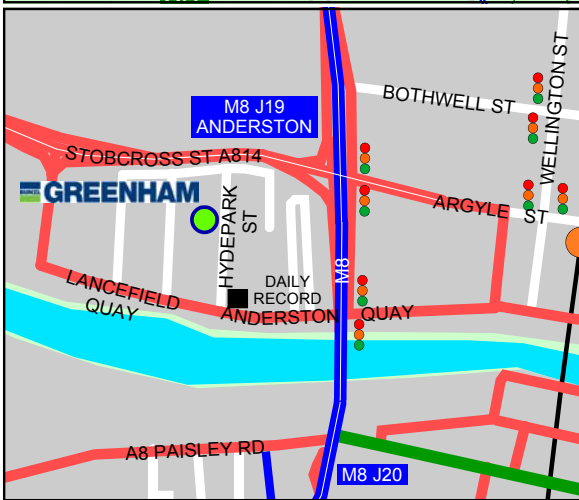 M8 J19
ANDERSTON
BOTHWELL ST
WELLINGTON ST
STOBCROSS ST A814
GREENHAM
HYDEPARK
ST
ARGYLE ST
M8
LANCEFIELD
QUAY
DAILY
RECORD
ANDERSTON QUAY
A8 PAISLEY RD
M8 J20